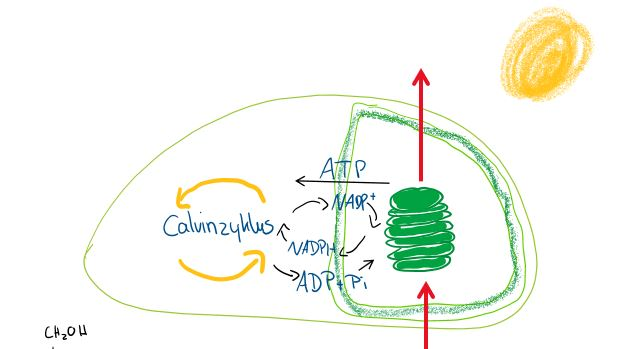 ATP
NADP+
Calvinzyklus
NADPH
ADP+Pi
CH₂OH